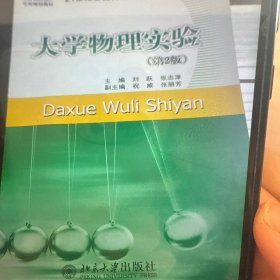 大学物理实验
(第2版)
主编 刘跃 张志津
副主编 祝威 张丽芳
Daxue Wuli Shiyan
北京大学出版社